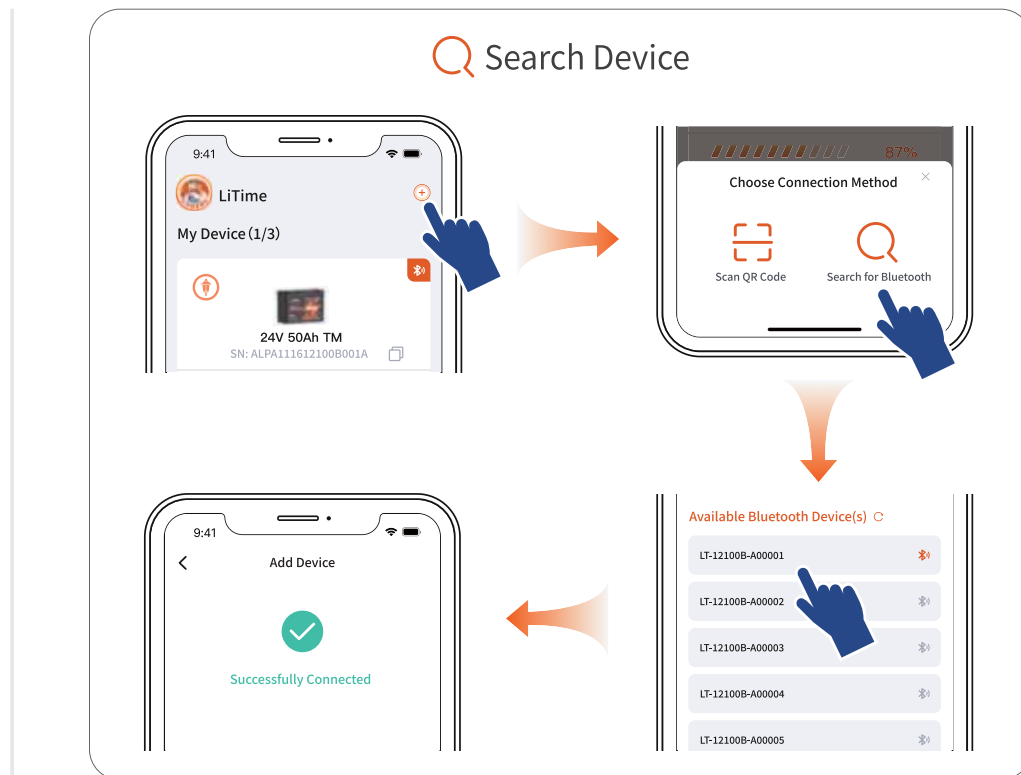 Search Device
9:41
LiTime
My Device (1/3)
24V 50Ah TM
SN: ALPA111612100B001A
87%
Choose Connection Method
Scan QR Code
Search for Bluetooth
Available Bluetooth Device(s)
LT-12100B-A00001
LT-12100B-A00002
LT-12100B-A00003
LT-12100B-A00004
LT-12100B-A00005
9:41
Add Device
Successfully Connected